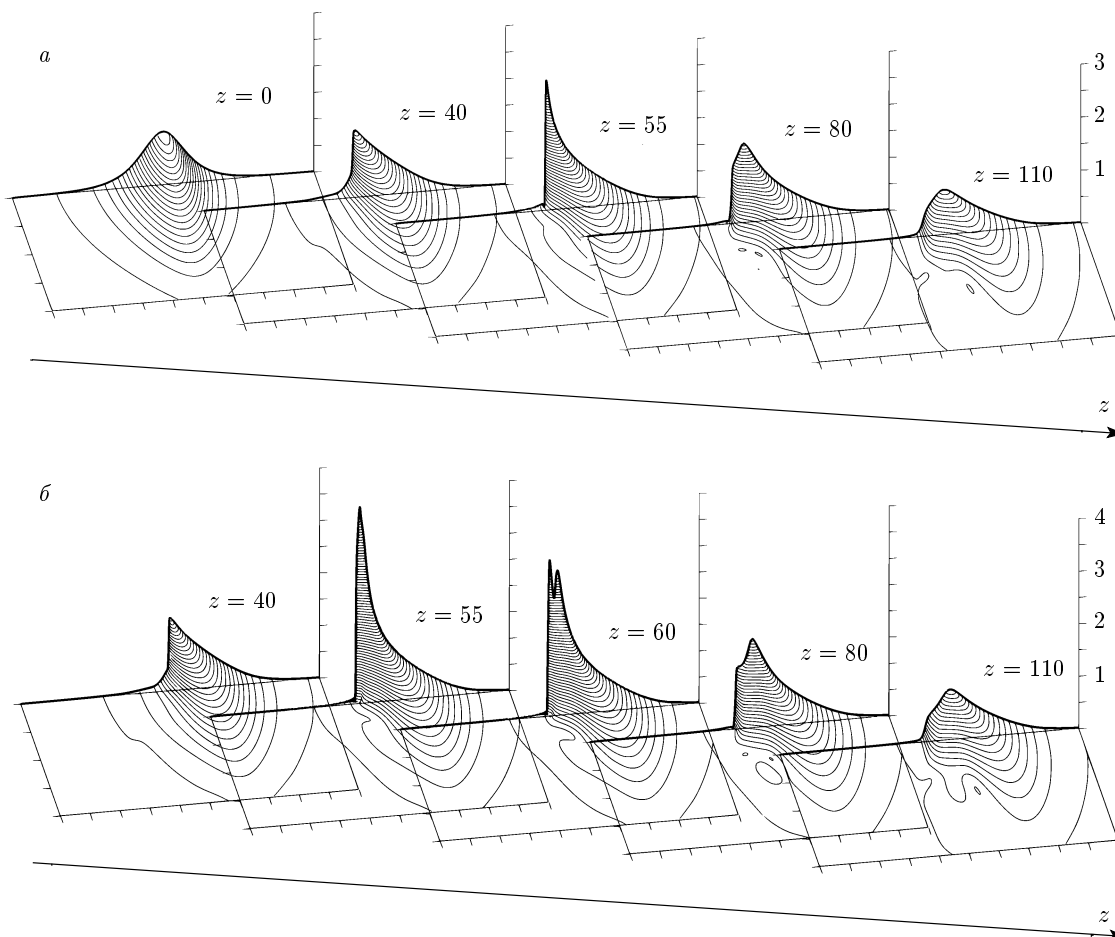 а
z = 0
z = 40
z = 55
z = 80
z = 110
3
2
1
z
б
z = 40
z = 55
z = 60
z = 80
z = 110
4
3
2
1
z